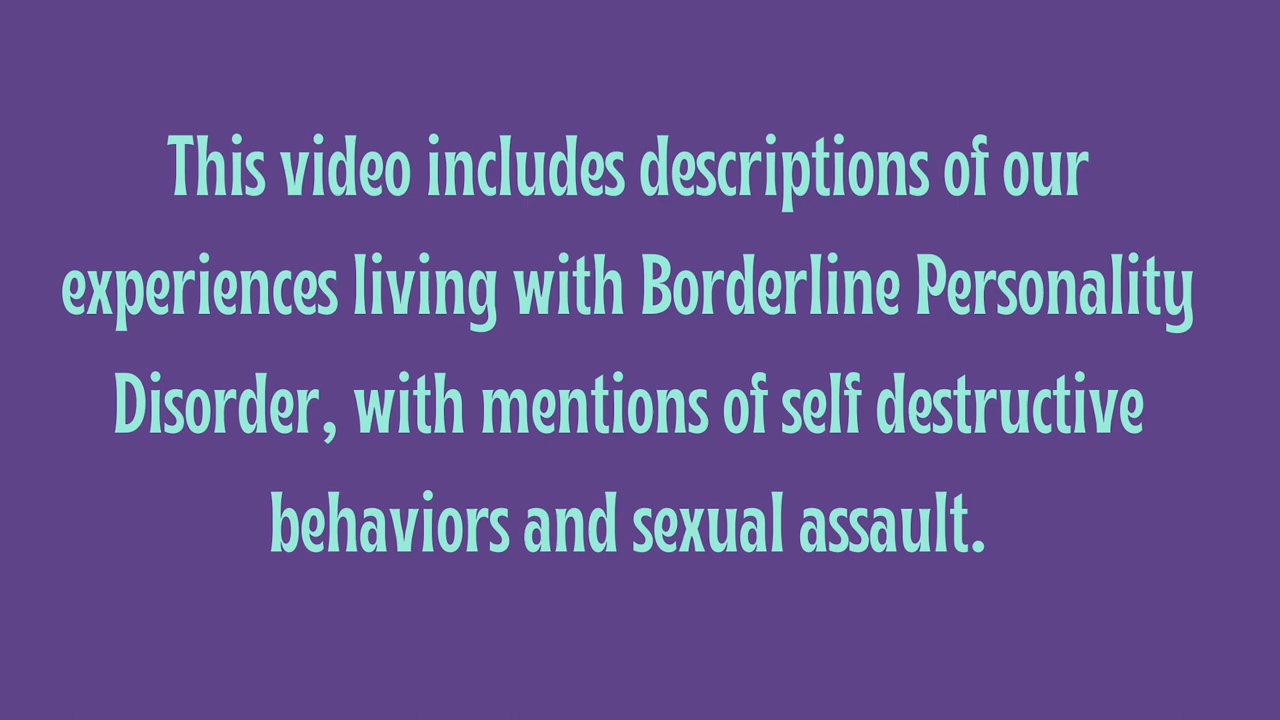 This video includes descriptions of our
experiences living with Borderline Personality
Disorder, with mentions of self destructive
behaviors and sexual assault.